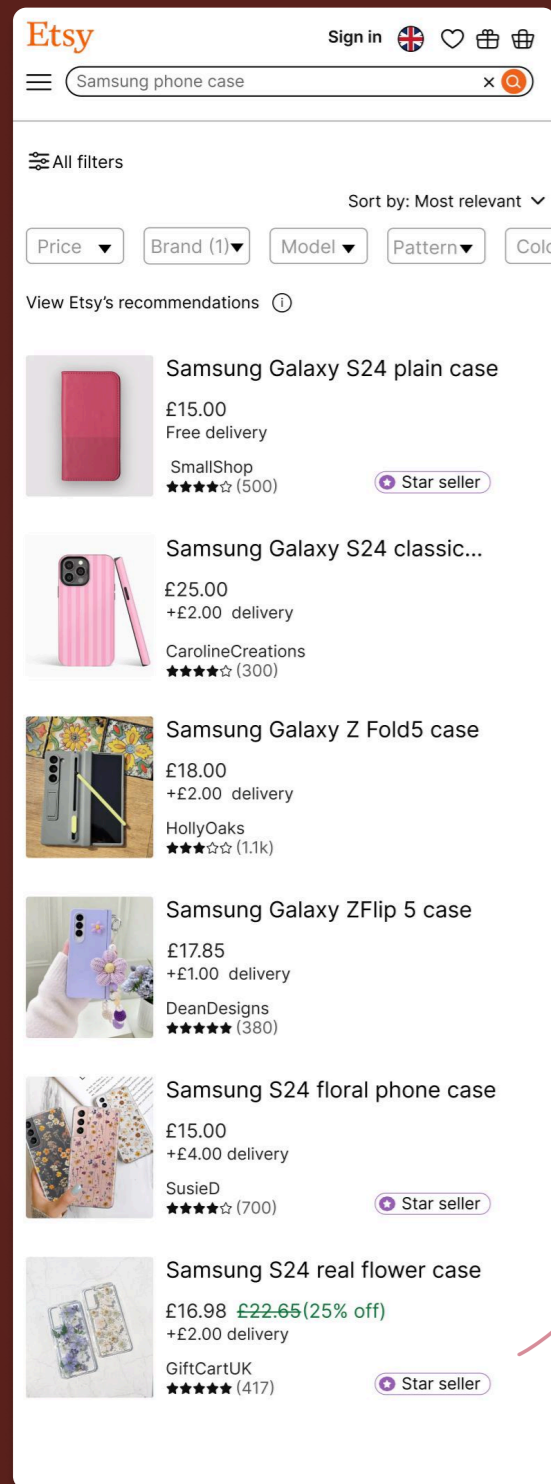 Etsy
Sign in
Samsung phone case
All filters
Sort by: Most relevant
Price
Brand (1)
Model
Pattern
Colo
View Etsy's recommendations
Samsung Galaxy S24 plain case
£15.00
Free delivery
SmallShop
(500)
Star seller
Samsung Galaxy S24 classic...
£25.00
+£2.00 delivery
CarolineCreations
(300)
Samsung Galaxy Z Fold5 case
£18.00
+£2.00 delivery
HollyOaks
(1.1k)
Samsung Galaxy ZFlip 5 case
£17.85
+£1.00 delivery
DeanDesigns
(380)
Samsung S24 floral phone case
£15.00
+£4.00 delivery
SusieD
(700)
Star seller
Samsung S24 real flower case
£16.98 £22.65(25% off)
+£2.00 delivery
GiftCartUK
(417)
Star seller